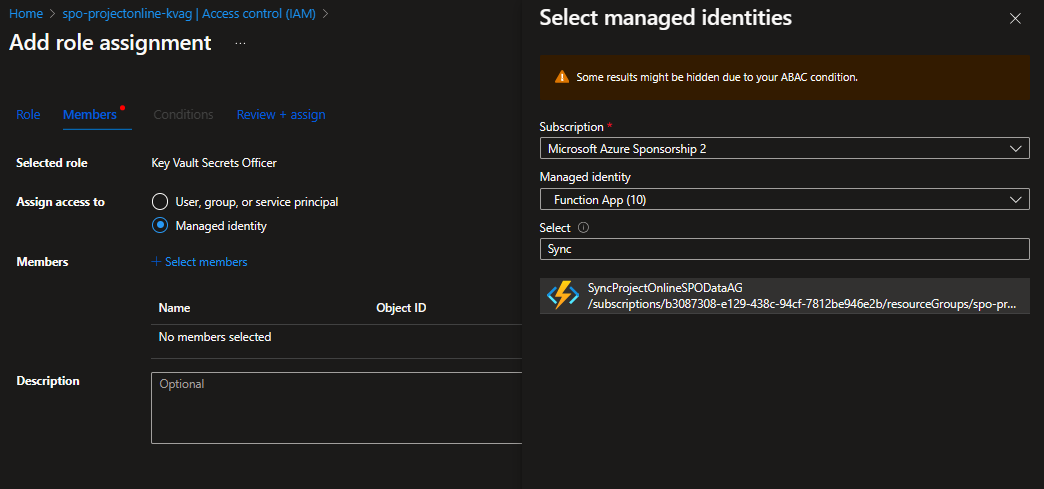 Home > spo-projectonline-kvag | Access control (IAM) >
Add role assignment ...
Role Members Conditions Review + assign
Selected role Key Vault Secrets Officer
Assign access to User, group, or service principal
Managed identity
Members + Select members
Name Object ID
No members selected
Description Optional
Select managed identities
Some results might be hidden due to your ABAC condition.
Subscription *
Microsoft Azure Sponsorship 2
Managed identity
Function App (10)
Select
Sync
SyncProjectOnlineSPODataAG
/subscriptions/b3087308-e129-438c-94cf-7812be946e2b/resourceGroups/spo-pr...